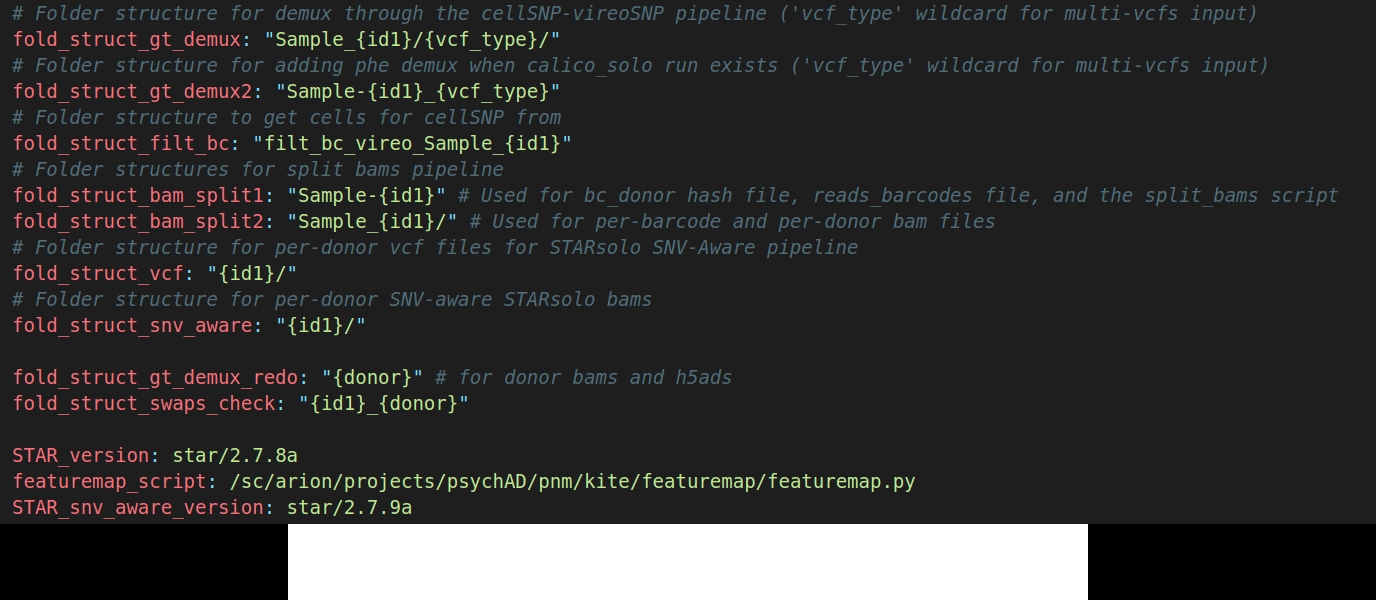 # Folder structure for demux through the cellSNP-vireoSNP pipeline ('vcf_type' wildcard for multi-vcfs input)
fold_struct_gt_demux: "Sample_{id1}/{vcf_type}/"
# Folder structure for adding phe demux when calico_solo run exists ('vcf_type' wildcard for multi-vcfs input)
fold_struct_gt_demux2: "Sample-{id1}_{vcf_type}"
# Folder structure to get cells for cellSNP from
fold_struct_filt_bc: "filt_bc_vireo_Sample_{id1}"
# Folder structures for split bams pipeline
fold_struct_bam_split1: "Sample-{id1}" # Used for bc_donor hash file, reads_barcodes file, and the split_bams script
fold_struct_bam_split2: "Sample_{id1}/" # Used for per-barcode and per-donor bam files
# Folder structure for per-donor vcf files for STARsolo SNV-Aware pipeline
fold_struct_vcf: "{id1}/"
# Folder structure for per-donor SNV-aware STARsolo bams
fold_struct_snv_aware: "{id1}/"
fold_struct_gt_demux_redo: "{donor}" # for donor bams and h5ads
fold_struct_swaps_check: "{id1}_{donor}"
STAR_version: star/2.7.8a
featuremap_script: /sc/arion/projects/psychAD/pnm/kite/featuremap/featuremap.py
STAR_snv_aware_version: star/2.7.9a